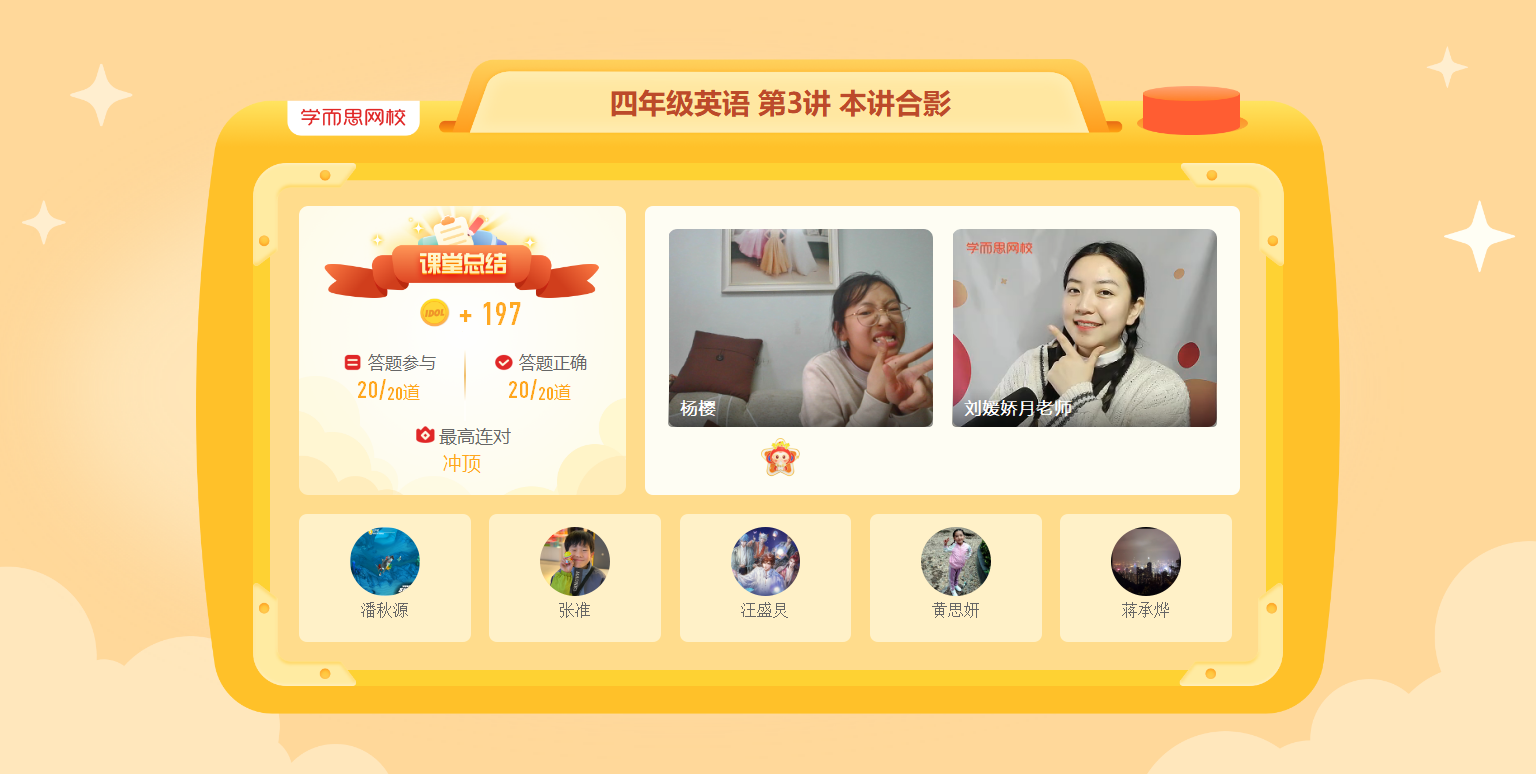 四年级英语 第3讲 本讲合影
学而思网校
课堂总结
IDOL + 197
答题参与
20/20道
答题正确
20/20道
最高连对
冲顶
杨樱
学而思网校
刘媛娇月老师
潘秋源
张准
汪盛炅
黄思妍
蒋承烨